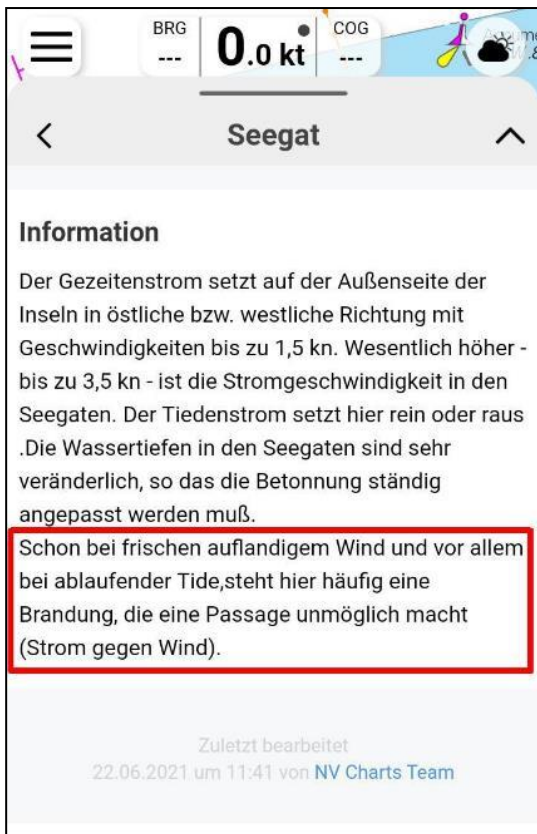 BRG
---
0.0 kt
COG
---
Seegat
Information
Der Gezeitenstrom setzt auf der Außenseite der
Inseln in östliche bzw. westliche Richtung mit
Geschwindigkeiten bis zu 1,5 kn. Wesentlich höher -
bis zu 3,5 kn - ist die Stromgeschwindigkeit in den
Seegaten. Der Tiedenstrom setzt hier rein oder raus
.Die Wassertiefen in den Seegaten sind sehr
veränderlich, so das die Betonnung ständig
angepasst werden muß.
Schon bei frischen auflandigem Wind und vor allem
bei ablaufender Tide,steht hier häufig eine
Brandung, die eine Passage unmöglich macht
(Strom gegen Wind).
Zuletzt bearbeitet
22.06.2021 um 11:41 von NV Charts Team